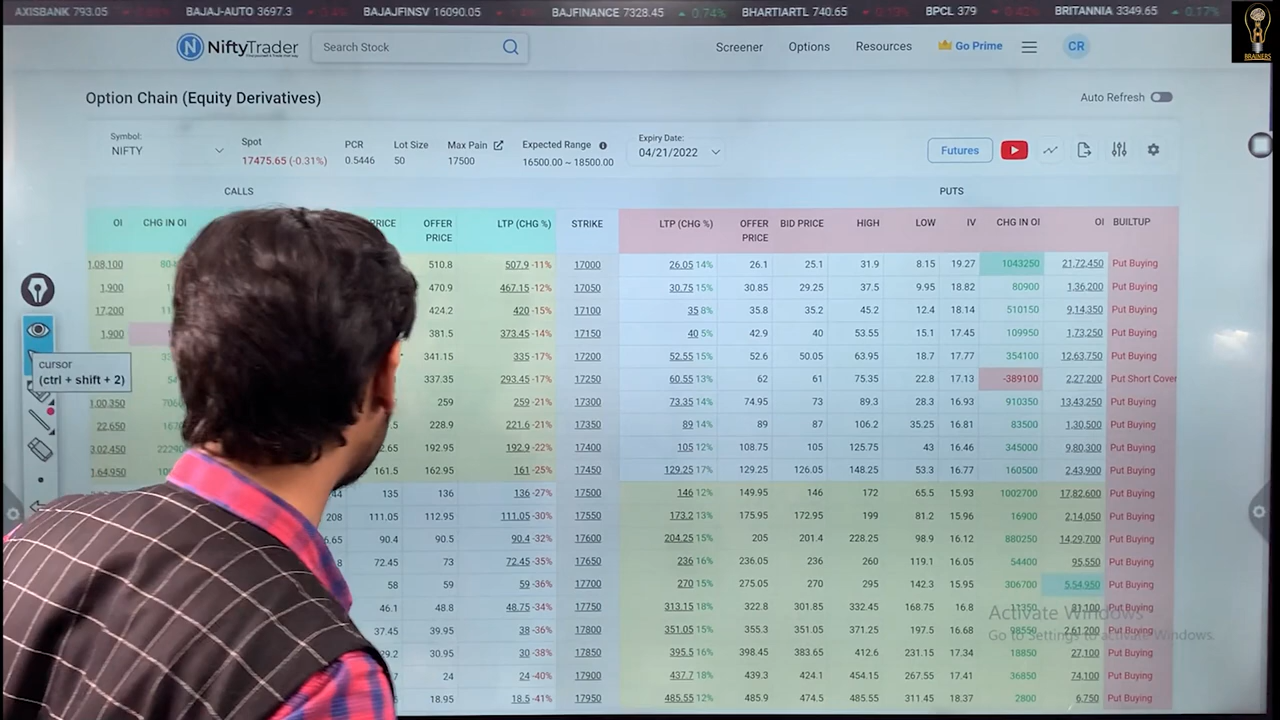 AXISBANK 793.05 BAJAJ-AUTO 3697.3 BAJAJFINSV 16090.05 BAJFINANCE 7328.45 ▲ 0.74% BHARTIARTL 740.65 BPCL 379 BRITANNIA 3349.65 ▲ 0.17%
BRAINERS
NiftyTrader Search Stock Screener Options Resources Go Prime CR
Option Chain (Equity Derivatives) Auto Refresh
Symbol: NIFTY
Spot 17475.65 (-0.31%)
PCR 0.5446
Lot Size 50
Max Pain 17500
Expected Range 16500.00 ~ 18500.00
Expiry Date: 04/21/2022
Futures
CALLS PUTS
OI CHG IN OI PRICE OFFER PRICE LTP (CHG %) STRIKE LTP (CHG %) OFFER PRICE BID PRICE HIGH LOW IV CHG IN OI OI BUILTUP
1,08,100 510.8 507.9 -11% 17000 26.05 14% 26.1 25.1 31.9 8.15 19.27 1043250 21,72,450 Put Buying
1,900 470.9 467.15 -12% 17050 30.75 15% 30.85 29.25 37.5 9.95 18.82 80900 1,36,200 Put Buying
17,200 424.2 420 -15% 17100 35 8% 35.8 35.2 45.2 12.4 18.14 510150 9,14,350 Put Buying
1,900 381.5 373.45 -14% 17150 40 5% 42.9 40 53.55 15.1 17.45 109950 1,73,250 Put Buying
341.15 335 -17% 17200 52.55 15% 52.6 50.05 63.95 18.7 17.77 354100 12,63,750 Put Buying
337.35 293.45 -17% 17250 60.55 13% 62 61 75.35 22.8 17.13 -389100 2,27,200 Put Short Cover
1,00,350 259 259 -21% 17300 73.35 14% 74.95 73 89.3 28.3 16.93 910350 13,43,250 Put Buying
22,650 228.9 221.6 -21% 17350 89 14% 89 87 106.2 35.25 16.81 83500 1,30,500 Put Buying
3,02,450 192.95 192.9 -22% 17400 105 12% 108.75 105 125.75 43 16.46 345000 9,80,300 Put Buying
1,64,950 161.5 162.95 161 -25% 17450 129.25 17% 129.25 126.05 148.25 53.3 16.77 160500 2,43,900 Put Buying
44 135 136 136 -27% 17500 146 12% 149.95 146 172 65.5 15.93 1002700 17,82,600 Put Buying
208 111.05 112.95 111.05 -30% 17550 173.2 13% 175.95 172.95 199 81.2 15.96 16900 2,14,050 Put Buying
6.65 90.4 90.5 90.4 -32% 17600 204.25 15% 205 201.4 228.25 98.9 16.12 880250 14,29,700 Put Buying
8 72.45 73 72.45 -35% 17650 236 16% 236.05 236 260 119.1 16.05 54400 95,550 Put Buying
58 59 59 -36% 17700 270 15% 275.05 270 295 142.3 15.95 306700 5,54,950 Put Buying
46.1 48.8 48.75 -34% 17750 313.15 18% 322.8 301.85 332.45 168.75 16.8 11350 81,100 Put Buying
37.45 39.95 38 -36% 17800 351.05 15% 355.3 351.05 371.25 197.5 16.68 98550 2,61,200 Put Buying
29.2 30.95 30 -38% 17850 395.5 16% 398.45 383.65 412.6 231.15 17.34 18850 27,100 Put Buying
24 24 -40% 17900 437.7 18% 439.3 424.1 454.15 267.55 17.41 36850 74,100 Put Buying
18.95 18.5 -41% 17950 485.55 12% 485.9 474.5 485.55 311.45 18.37 2800 6,750 Put Buying
cursor
(ctrl + shift + 2)
Activate Windows
Go to Settings to activate Windows.